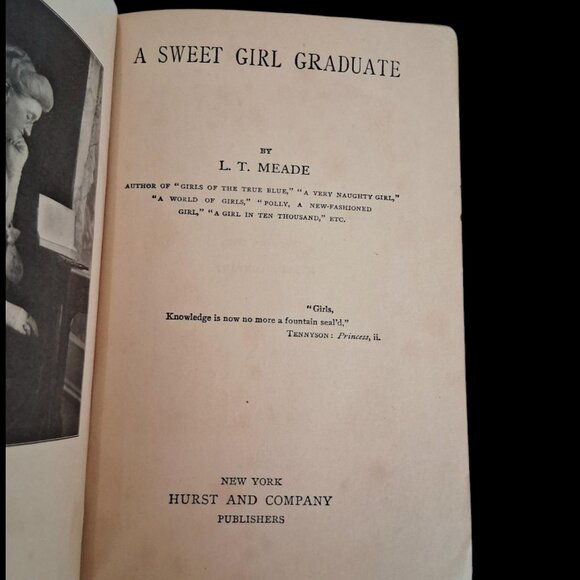 A SWEET GIRL GRADUATE
BY
L. T. MEADE
AUTHOR OF "GIRLS OF THE TRUE BLUE," "A VERY NAUGHTY GIRL,"
"A WORLD OF GIRLS," "POLLY, A NEW-FASHIONED
GIRL," "A GIRL IN TEN THOUSAND," ETC.
"Girls,
Knowledge is now no more a fountain seal'd,"
TENNYSON: Princess, ii.
NEW YORK
HURST AND COMPANY
PUBLISHERS